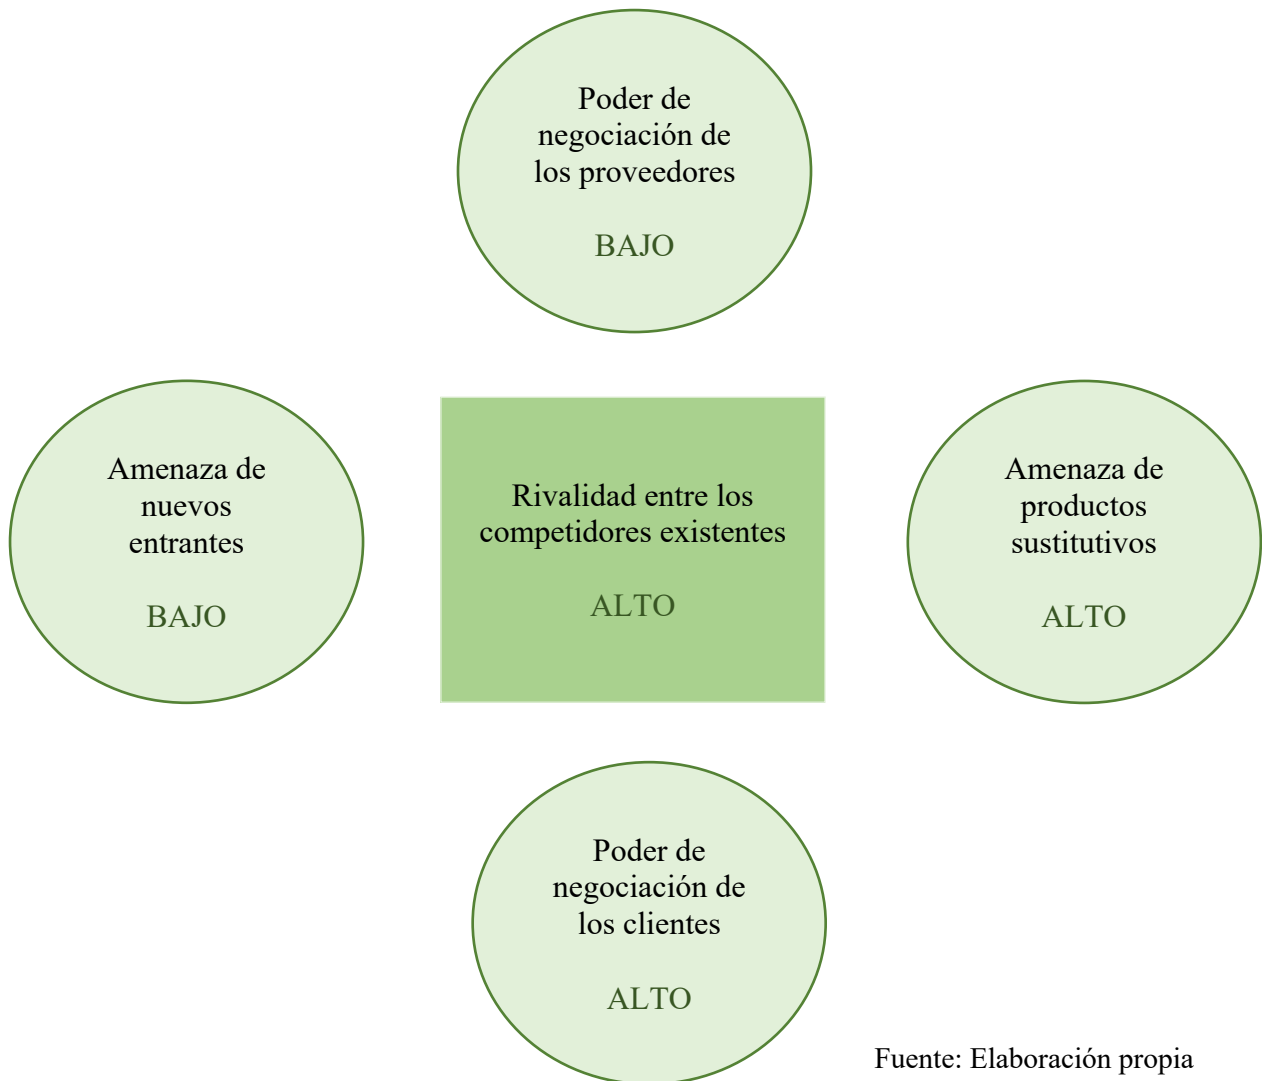 Poder de
negociación de
los proveedores
BAJO
Amenaza de
nuevos
entrantes
BAJO
Rivalidad entre los
competidores existentes
ALTO
Amenaza de
productos
sustitutivos
ALTO
Poder de
negociación de
los clientes
ALTO
Fuente: Elaboración propia